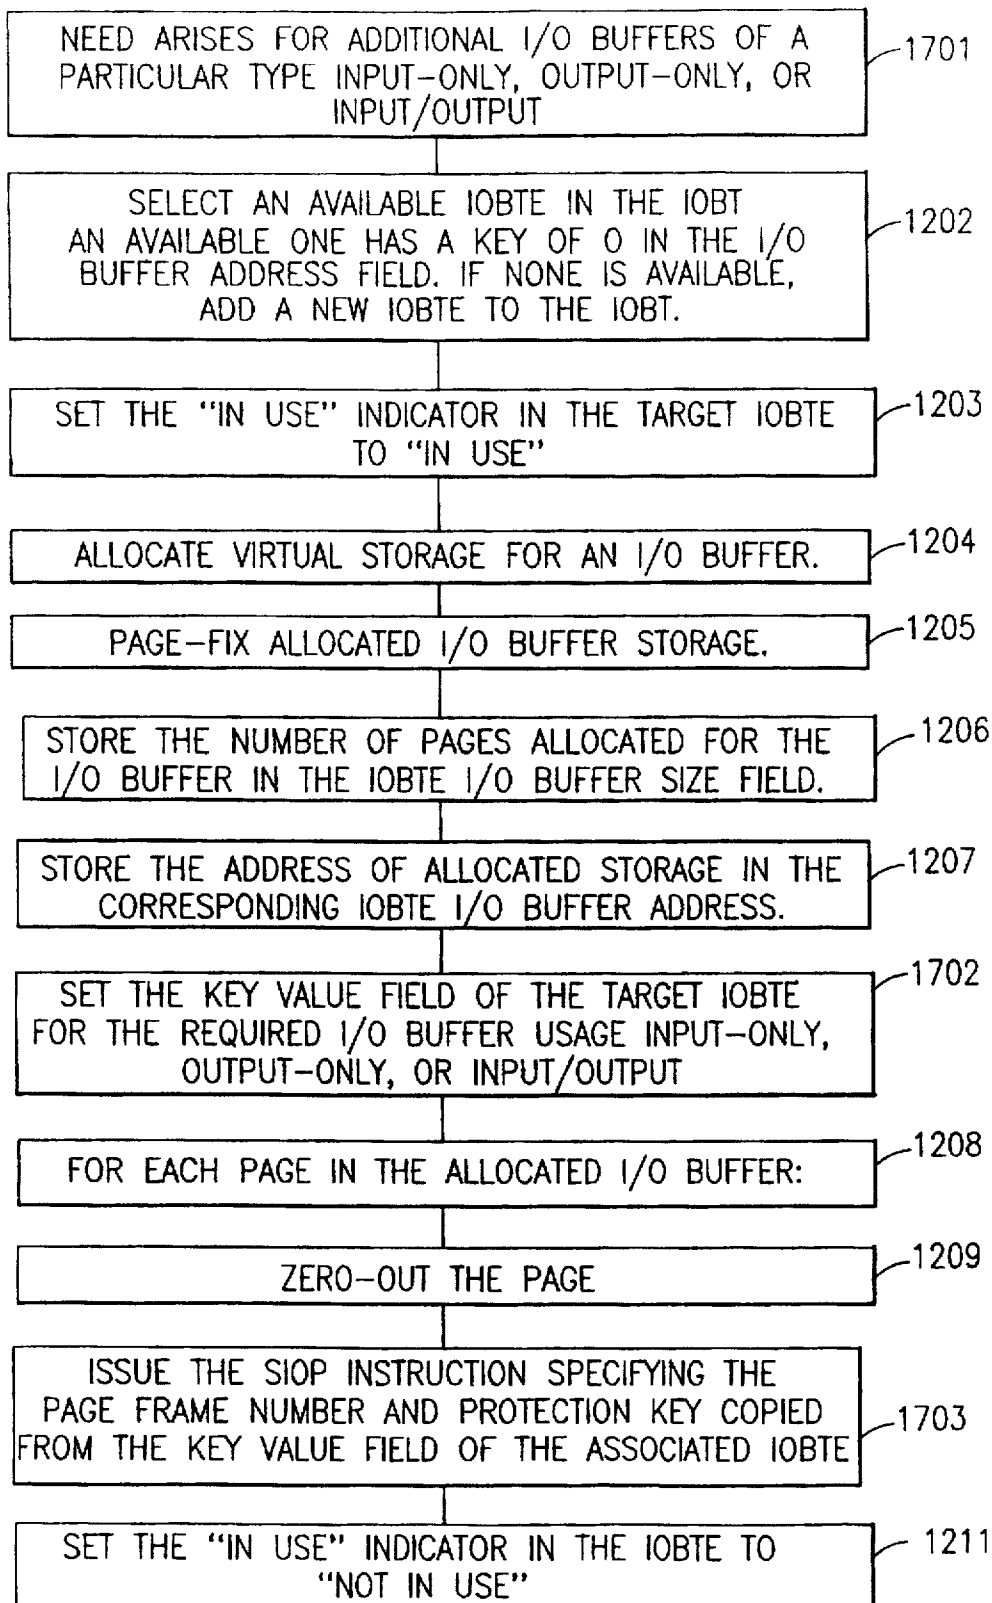 NEED ARISES FOR ADDITIONAL I/O BUFFERS OF A
PARTICULAR TYPE INPUT-ONLY, OUTPUT-ONLY, OR
INPUT/OUTPUT
1701
SELECT AN AVAILABLE IOBTE IN THE IOBT
AN AVAILABLE ONE HAS A KEY OF 0 IN THE I/O
BUFFER ADDRESS FIELD. IF NONE IS AVAILABLE,
ADD A NEW IOBTE TO THE IOBT.
1202
SET THE “IN USE” INDICATOR IN THE TARGET IOBTE
TO “IN USE”
1203
ALLOCATE VIRTUAL STORAGE FOR AN I/O BUFFER.
1204
PAGE-FIX ALLOCATED I/O BUFFER STORAGE.
1205
STORE THE NUMBER OF PAGES ALLOCATED FOR THE
I/O BUFFER IN THE IOBTE I/O BUFFER SIZE FIELD.
1206
STORE THE ADDRESS OF ALLOCATED STORAGE IN THE
CORRESPONDING IOBTE I/O BUFFER ADDRESS.
1207
SET THE KEY VALUE FIELD OF THE TARGET IOBTE
FOR THE REQUIRED I/O BUFFER USAGE INPUT-ONLY,
OUTPUT-ONLY, OR INPUT/OUTPUT
1702
FOR EACH PAGE IN THE ALLOCATED I/O BUFFER:
1208
ZERO-OUT THE PAGE
1209
ISSUE THE SIOP INSTRUCTION SPECIFYING THE
PAGE FRAME NUMBER AND PROTECTION KEY COPIED
FROM THE KEY VALUE FIELD OF THE ASSOCIATED IOBTE
1703
SET THE “IN USE” INDICATOR IN THE IOBTE TO
“NOT IN USE”
1211